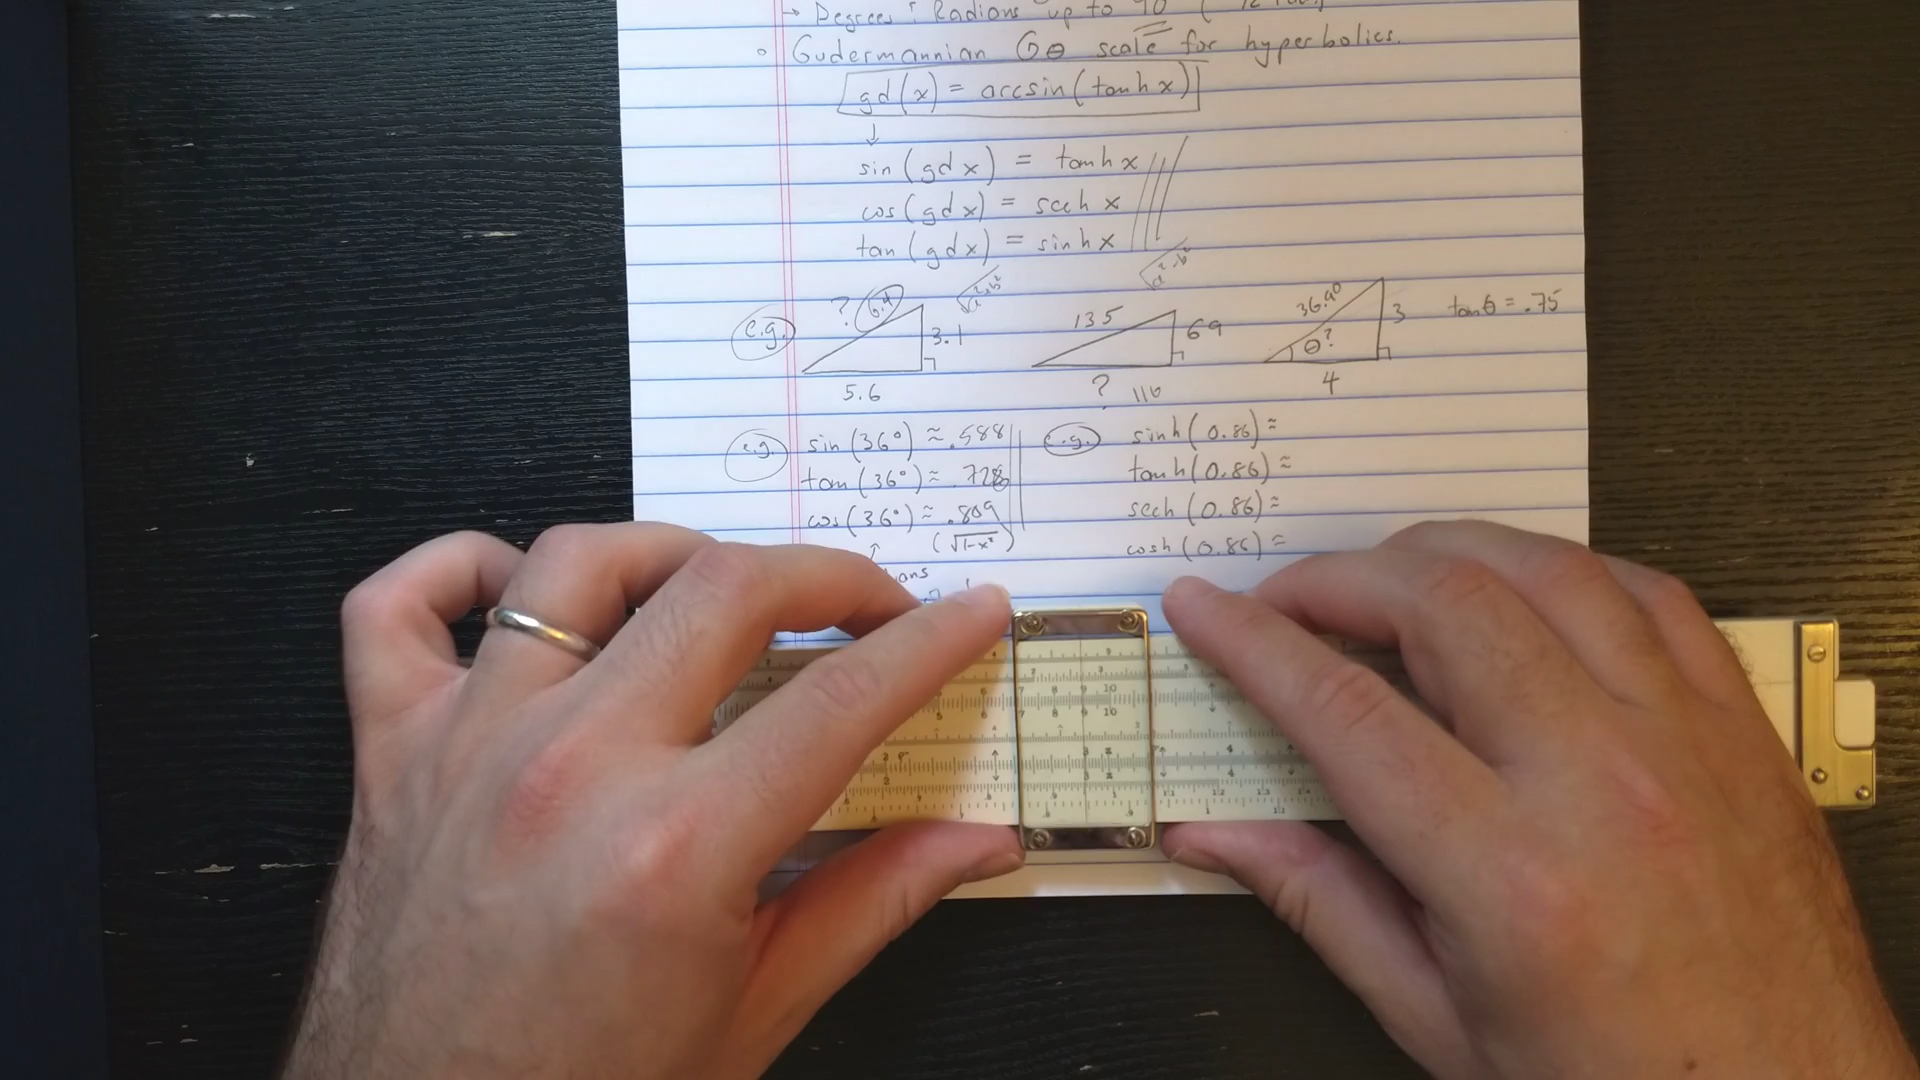 → Degrees Radians up to 90
◦ Gudermannian Gθ scale for hyperbolics.
gd(x) = arcsin(tanh x)
↓
sin(gd x) = tanh x
cos(gd x) = sech x
tan(gd x) = sinh x
e.g. ? 6.4 3.1 5.6
135 69 ? 116
36.9° 3 θ? 4 tanθ = .75
e.g. sin(36°) ≈ .588
tan(36°) ≈ .726
cos(36°) ≈ .809
(√1-x²)
e.g. sinh(0.86) ≈
tanh(0.86) ≈
sech(0.86) ≈
cosh(0.86) ≈